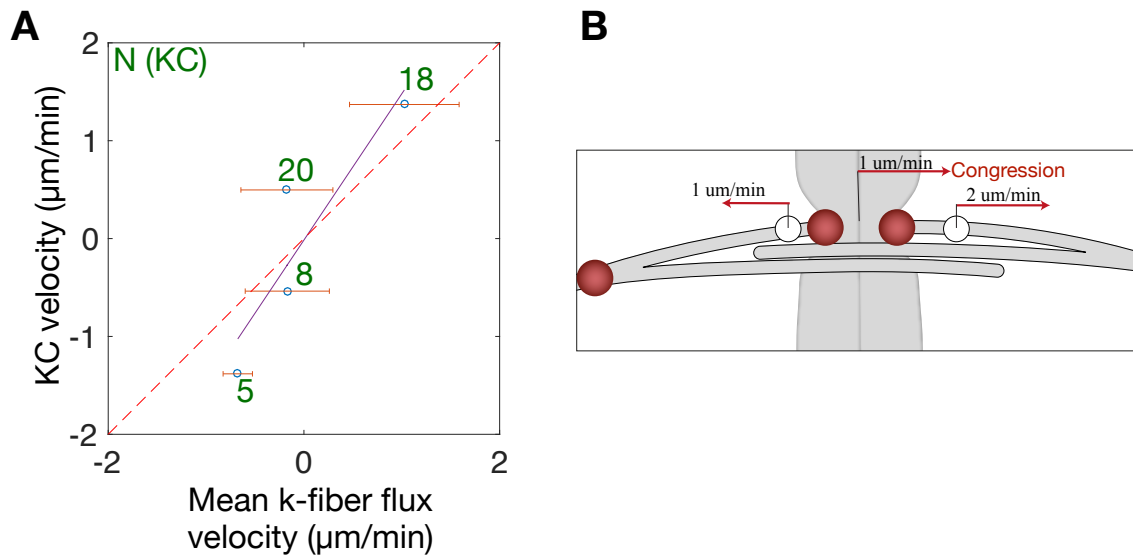 A
B
N (KC)
18
20
8
5
2
1
0
-1
-2
-2
0
2
KC velocity (μm/min)
Mean k-fiber flux
velocity (μm/min)
1 um/min
Congression
1 um/min
2 um/min